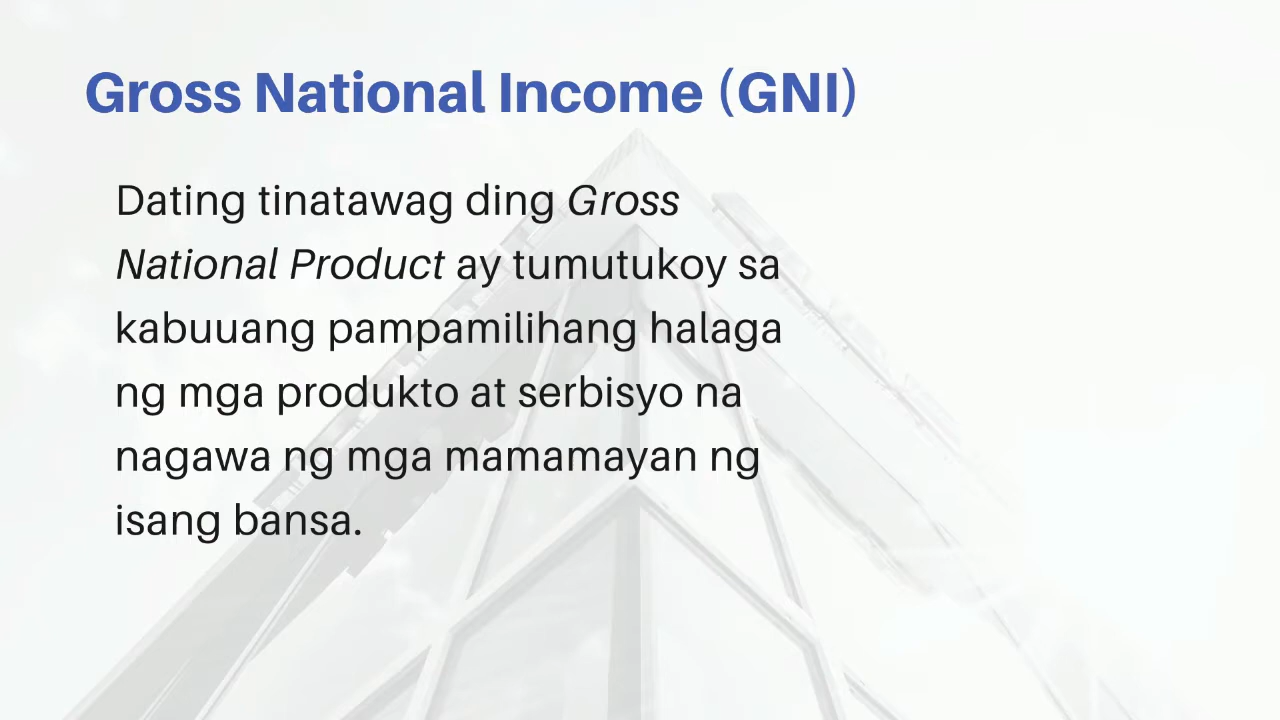 Gross National Income (GNI)
Dating tinatawag ding Gross
National Product ay tumutukoy sa
kabuuang pampamilihang halaga
ng mga produkto at serbisyo na
nagawa ng mga mamamayan ng
isang bansa.